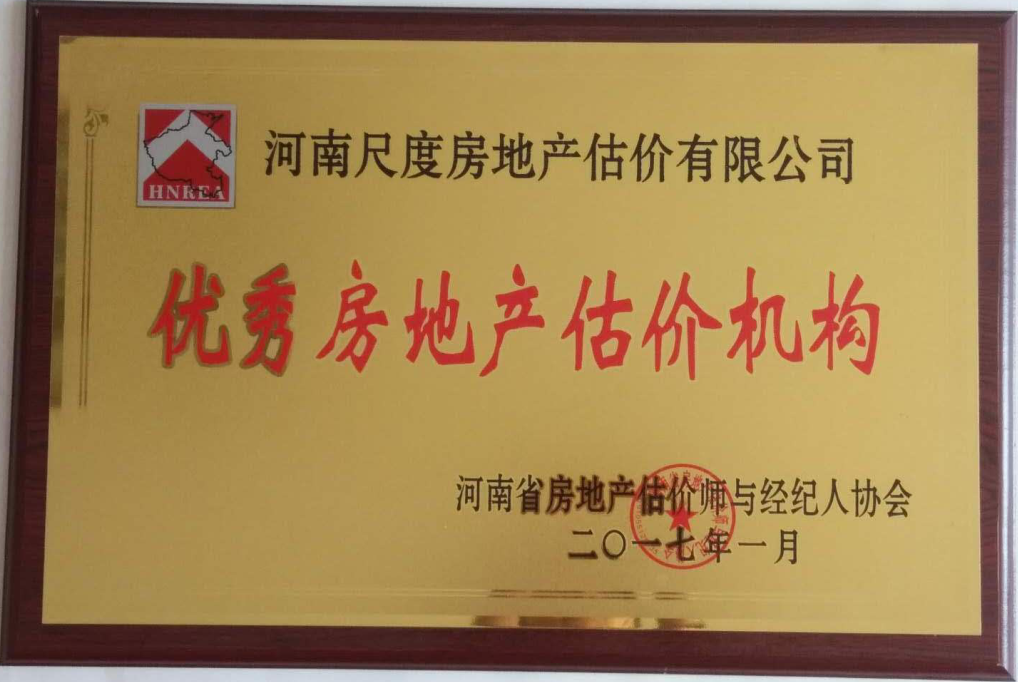 HNREA
河南尺度房地产估价有限公司
优秀房地产估价机构
河南省房地产估价师与经纪人协会
二〇一七年一月